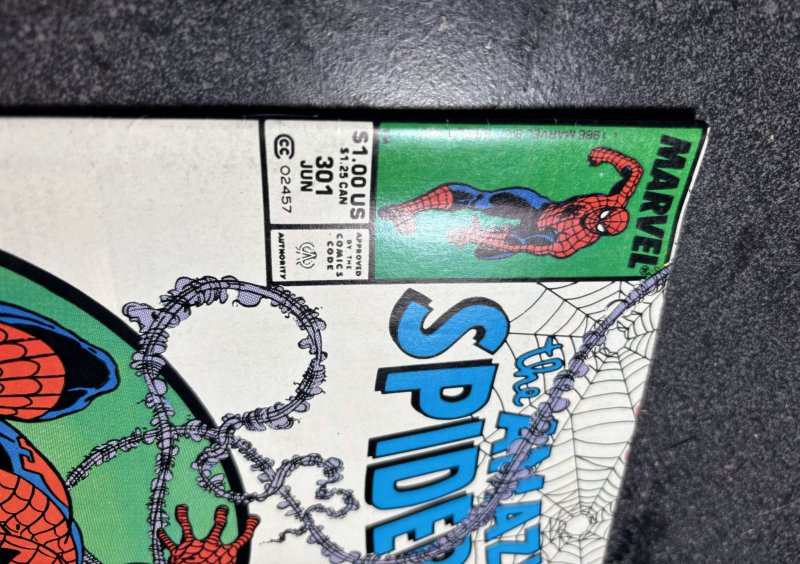 MARVEL
$1.00 US
$1.25 CAN
301
JUN
CC 02457
APPROVED
BY THE
COMICS
CODE
AUTHORITY
the AMAZ
SPIDER